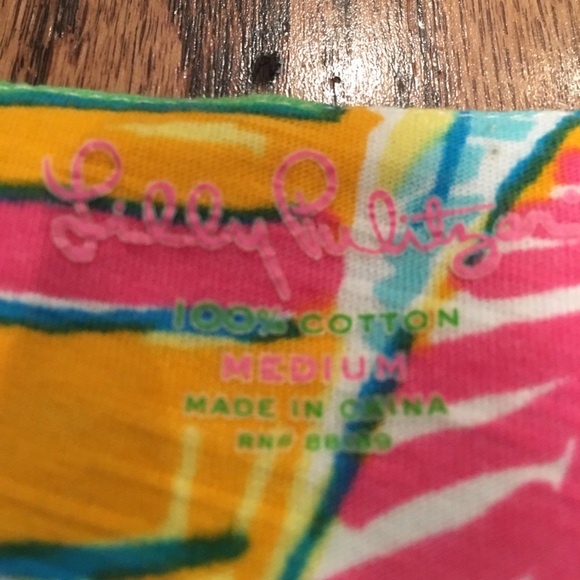 Lilly Pulitzer
100% COTTON
MEDIUM
MADE IN CHINA
RN#